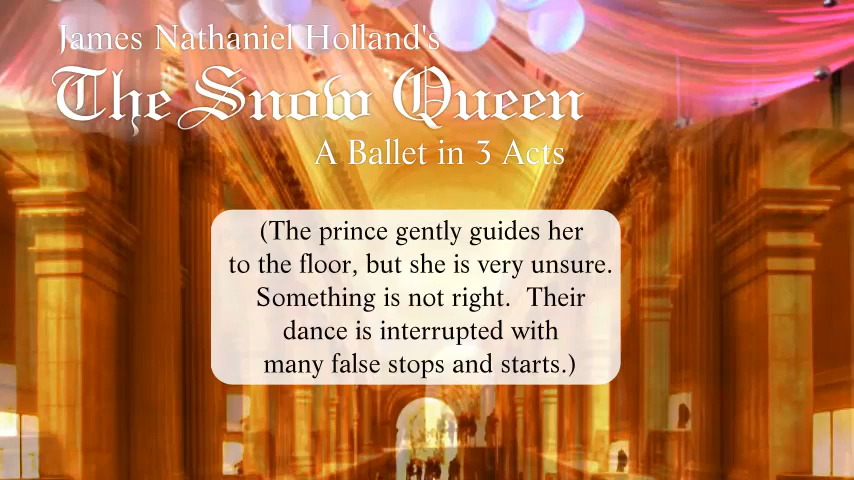 James Nathaniel Holland's
The Snow Queen
A Ballet in 3 Acts
(The prince gently guides her
to the floor, but she is very unsure.
Something is not right.  Their
dance is interrupted with
many false stops and starts.)